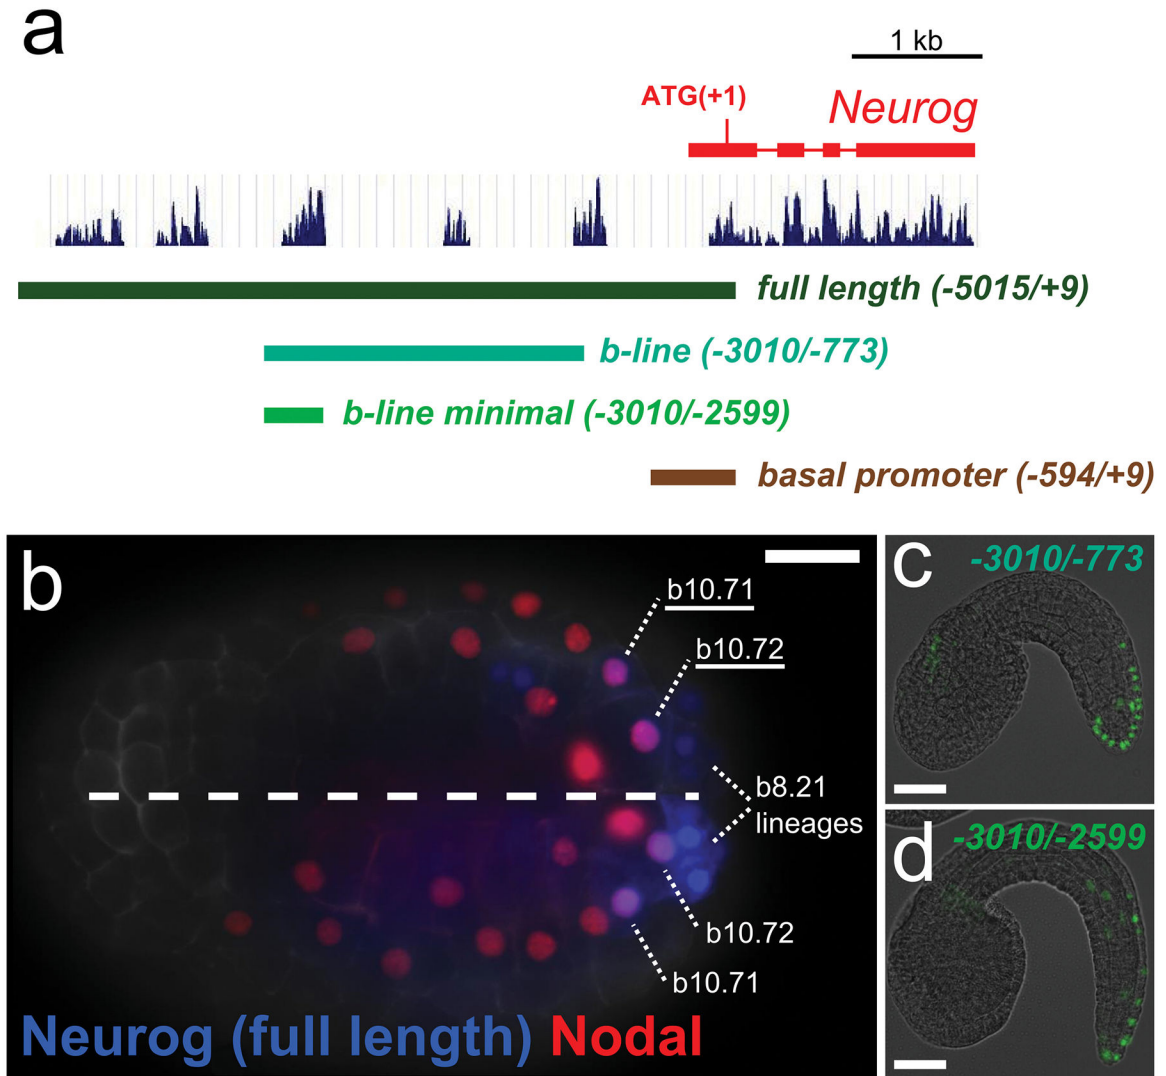 a
1 kb
ATG(+1)
Neurog
full length (-5015/+9)
b-line (-3010/-773)
b-line minimal (-3010/-2599)
basal promoter (-594/+9)
b
b10.71
b10.72
b8.21
lineages
b10.72
b10.71
Neurog (full length) Nodal
c
-3010/-773
d
-3010/-2599